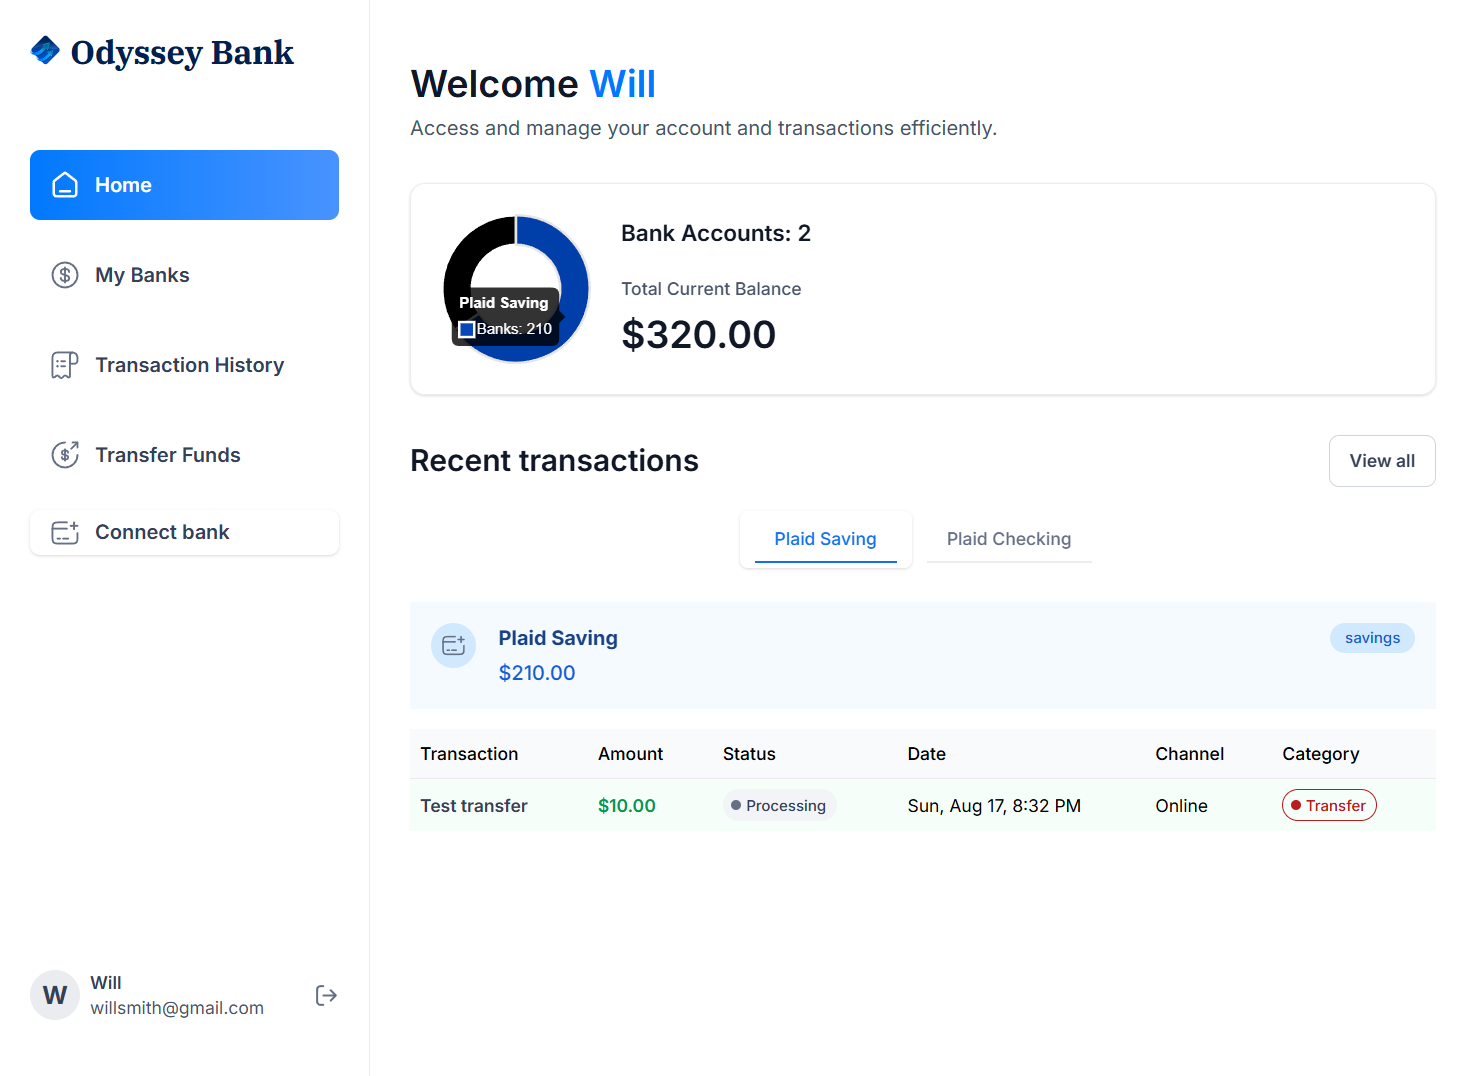 Odyssey Bank
Home
My Banks
Transaction History
Transfer Funds
Connect bank
W
Will
willsmith@gmail.com
Welcome Will
Access and manage your account and transactions efficiently.
Plaid Saving
Banks: 210
Bank Accounts: 2
Total Current Balance
$320.00
Recent transactions
View all
Plaid Saving
Plaid Checking
Plaid Saving
$210.00
savings
Transaction Amount Status Date Channel Category
Test transfer $10.00 Processing Sun, Aug 17, 8:32 PM Online Transfer